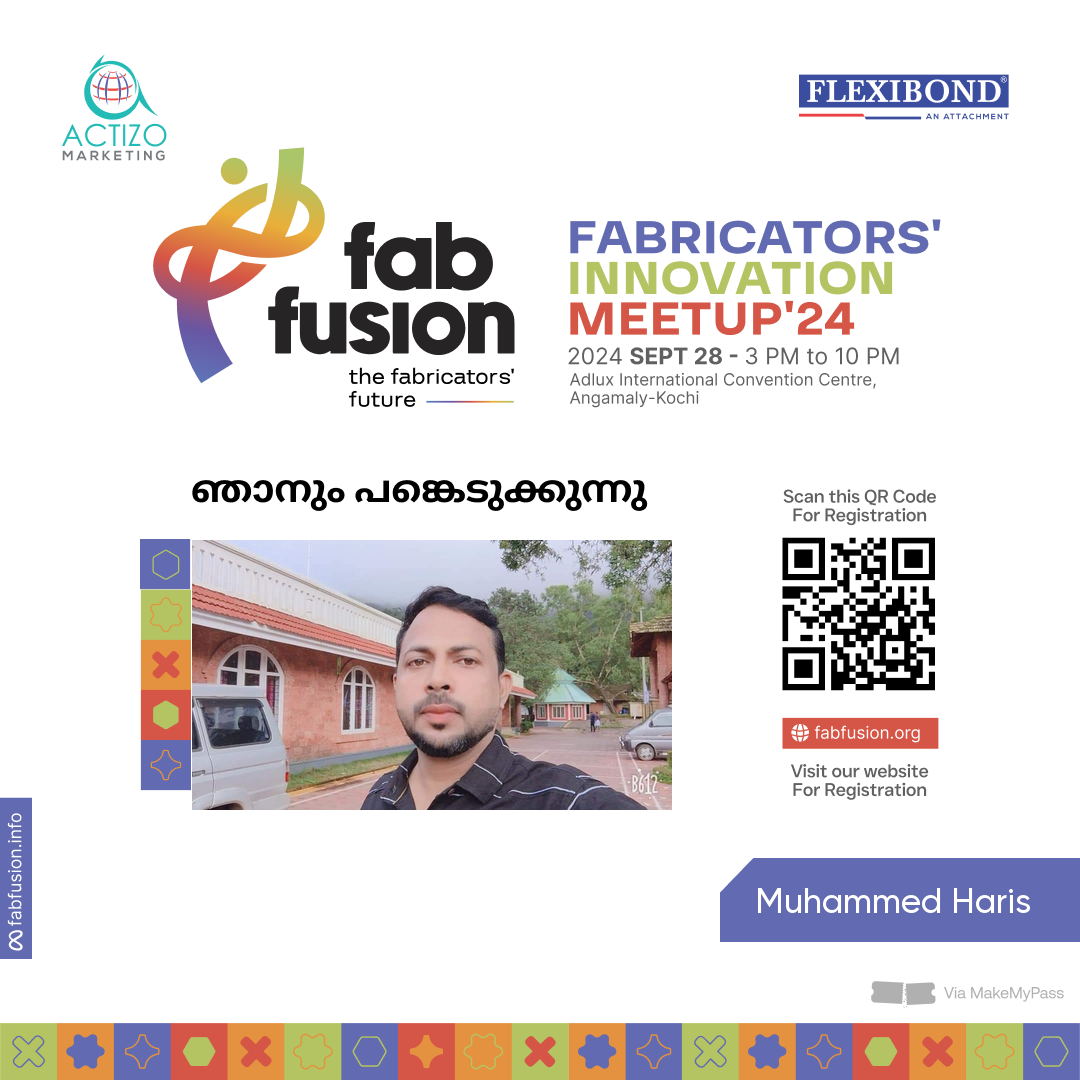 ACTIZO
MARKETING
FLEXIBOND®
AN ATTACHMENT
fab
fusion
the fabricators'
future
FABRICATORS'
INNOVATION
MEETUP'24
2024 SEPT 28 - 3 PM to 10 PM
Adlux International Convention Centre,
Angamaly-Kochi
ഞാനും പങ്കെടുക്കുന്നു
Scan this QR Code
For Registration
B612
fabfusion.org
Visit our website
For Registration
fabfusion.info
Muhammed Haris
Via MakeMyPass